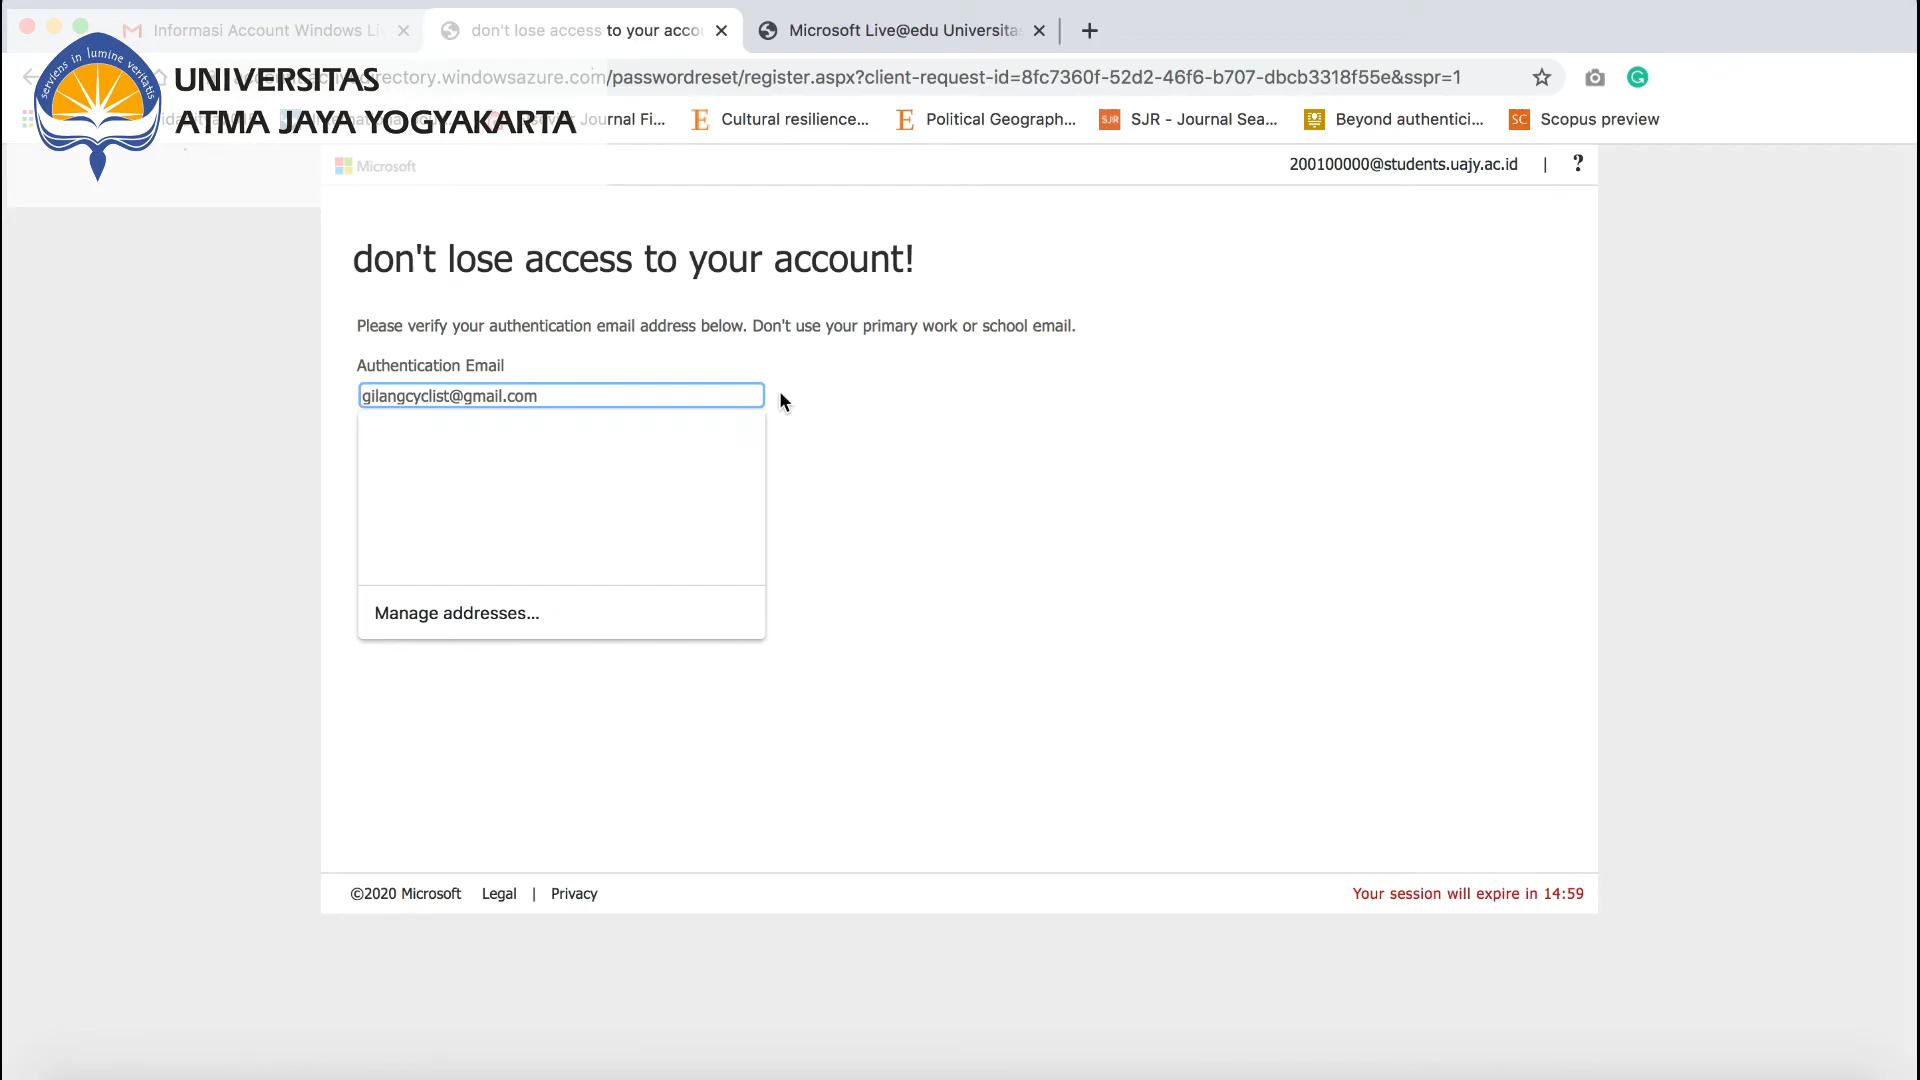 Informasi Account Windows Li
don't lose access to your acco
Microsoft Live@edu Universita
serviens in lumine veritatis
UNIVERSITAS
ATMA JAYA YOGYAKARTA
directory.windowsazure.com/passwordreset/register.aspx?client-request-id=8fc7360f-52d2-46f6-b707-dbcb3318f55e&sspr=1
Journal Fi...
Cultural resilience...
Political Geograph...
SJR
SJR - Journal Sea...
Beyond authentici...
SC
Scopus preview
Microsoft
200100000@students.uajy.ac.id | ?
don't lose access to your account!
Please verify your authentication email address below. Don't use your primary work or school email.
Authentication Email
gilangcyclist@gmail.com
Manage addresses...
©2020 Microsoft Legal | Privacy
Your session will expire in 14:59